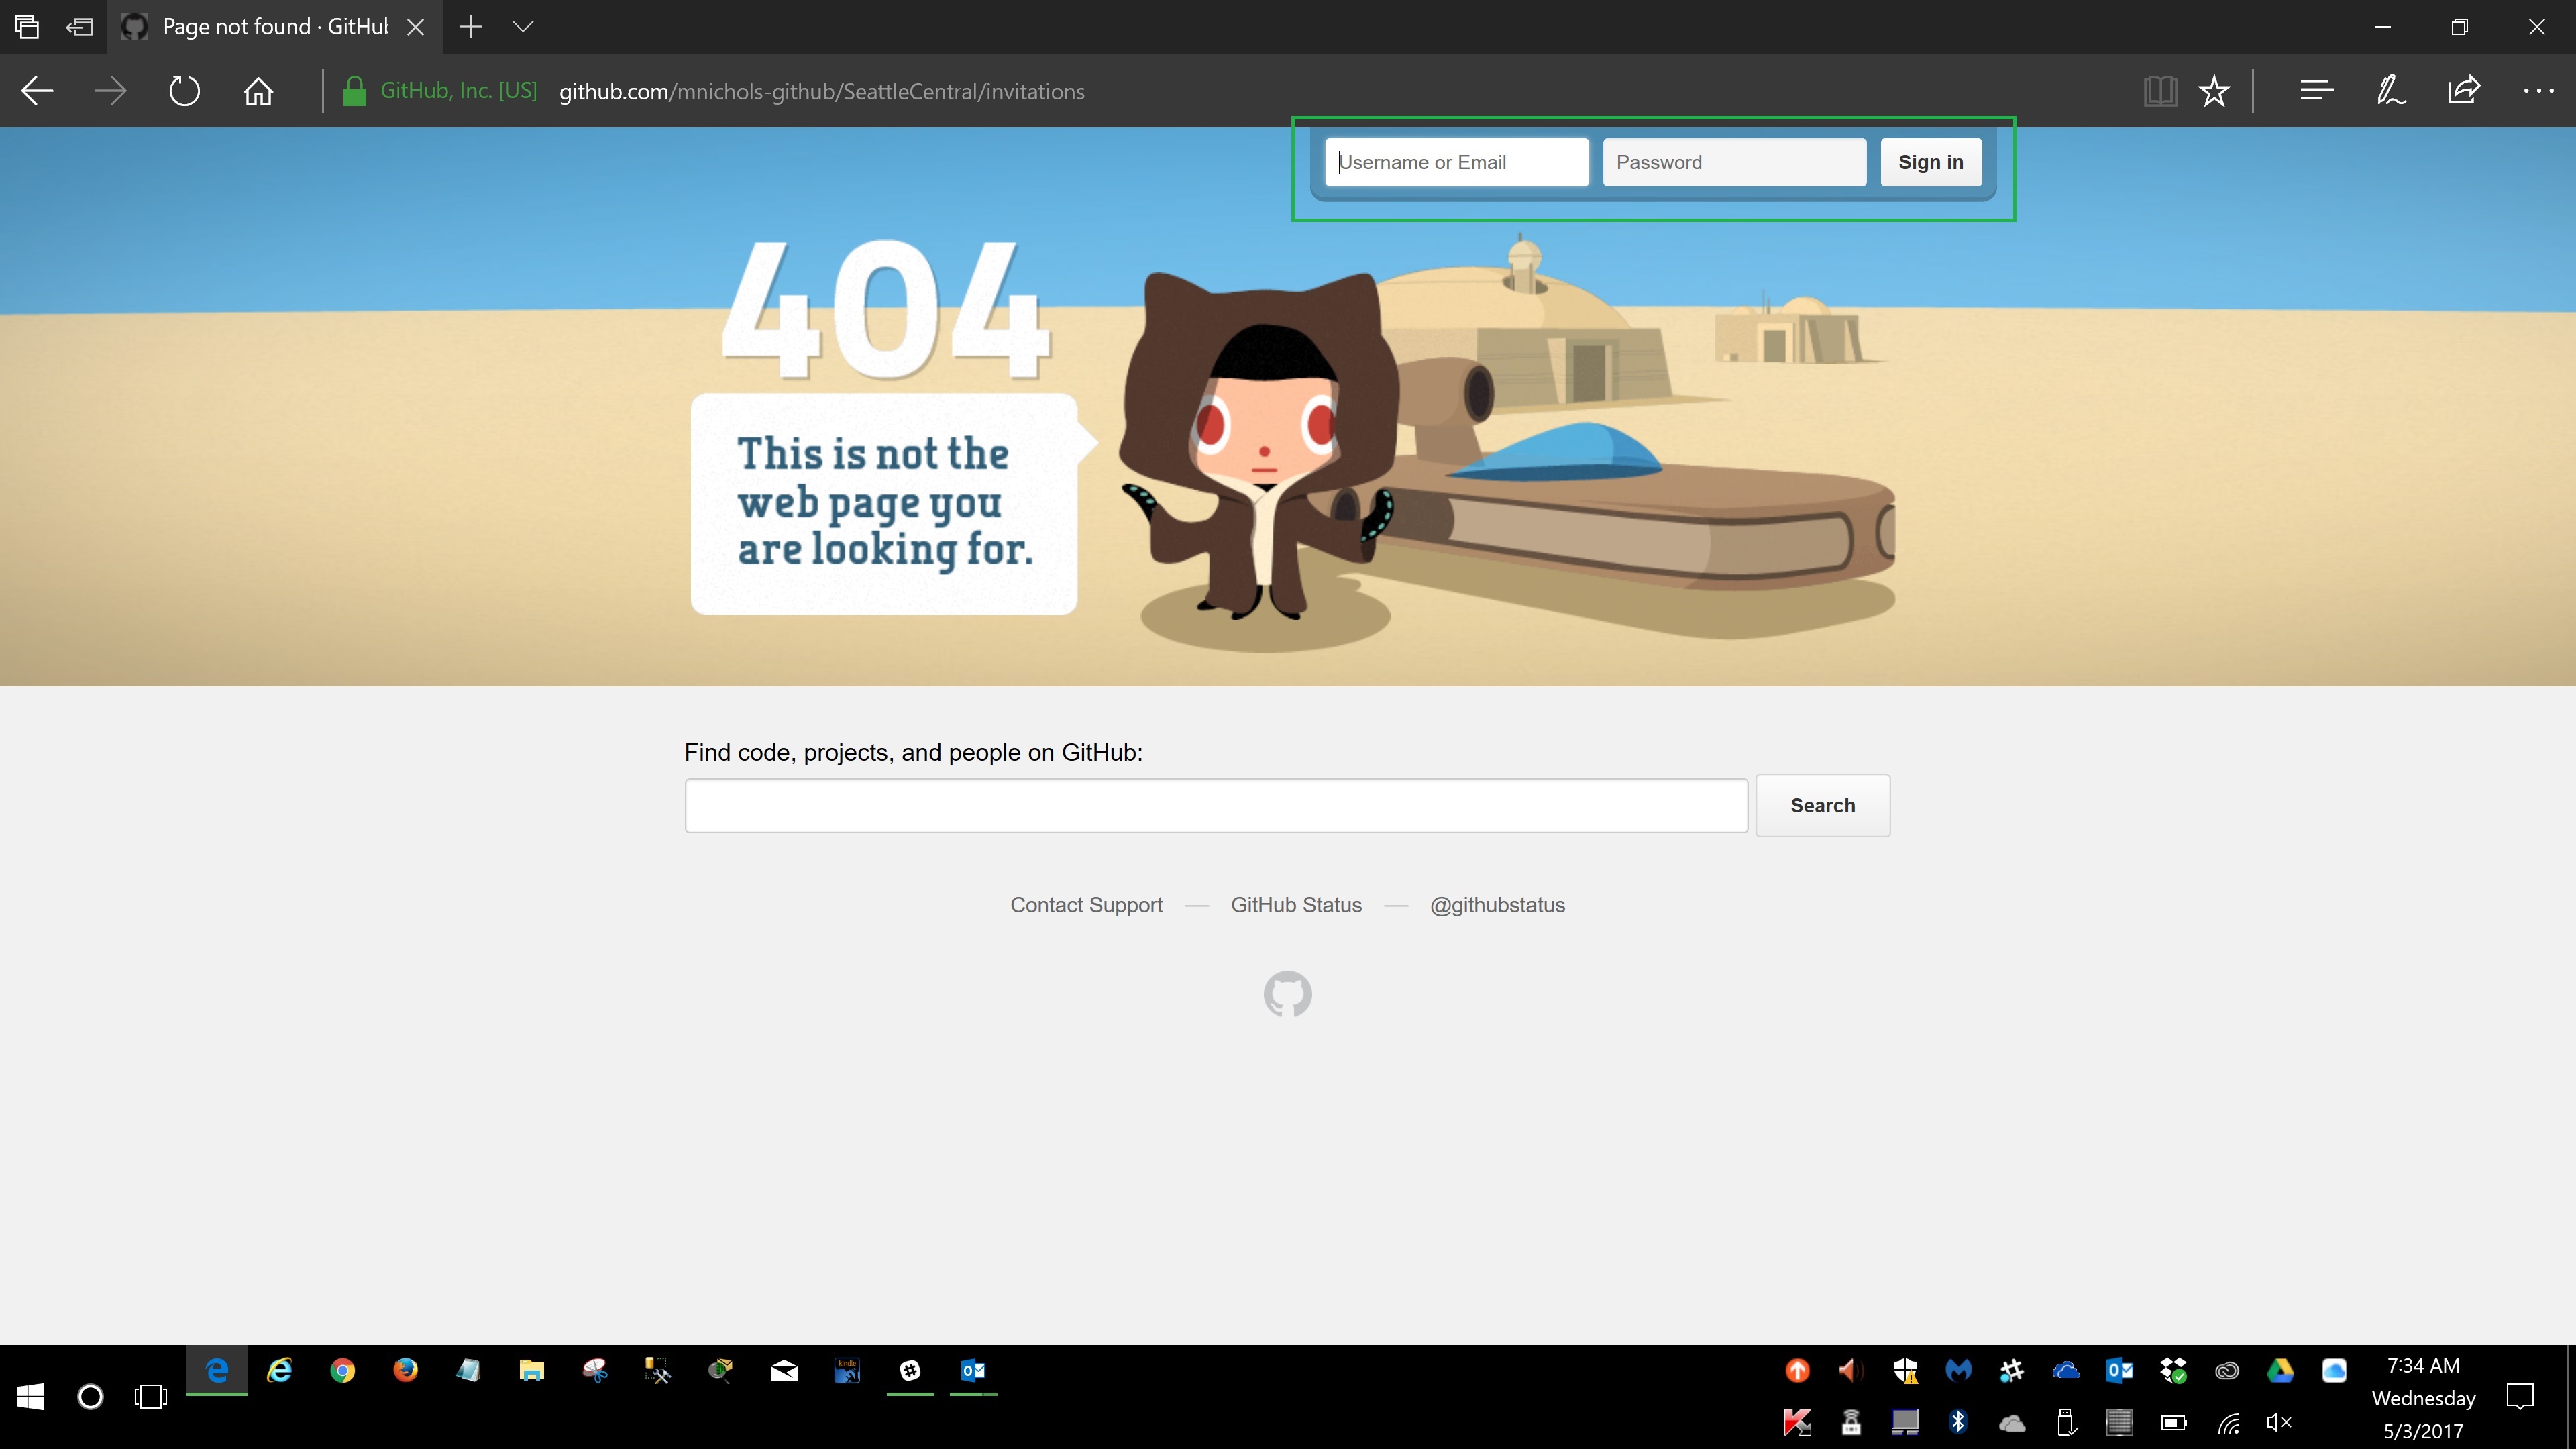 Page not found · GitHub
GitHub, Inc. [US] github.com/mnichols-github/SeattleCentral/invitations
Username or Email Password Sign in
404
This is not the
web page you
are looking for.
Find code, projects, and people on GitHub:
Search
Contact Support — GitHub Status — @githubstatus
kindle
7:34 AM
Wednesday
5/3/2017